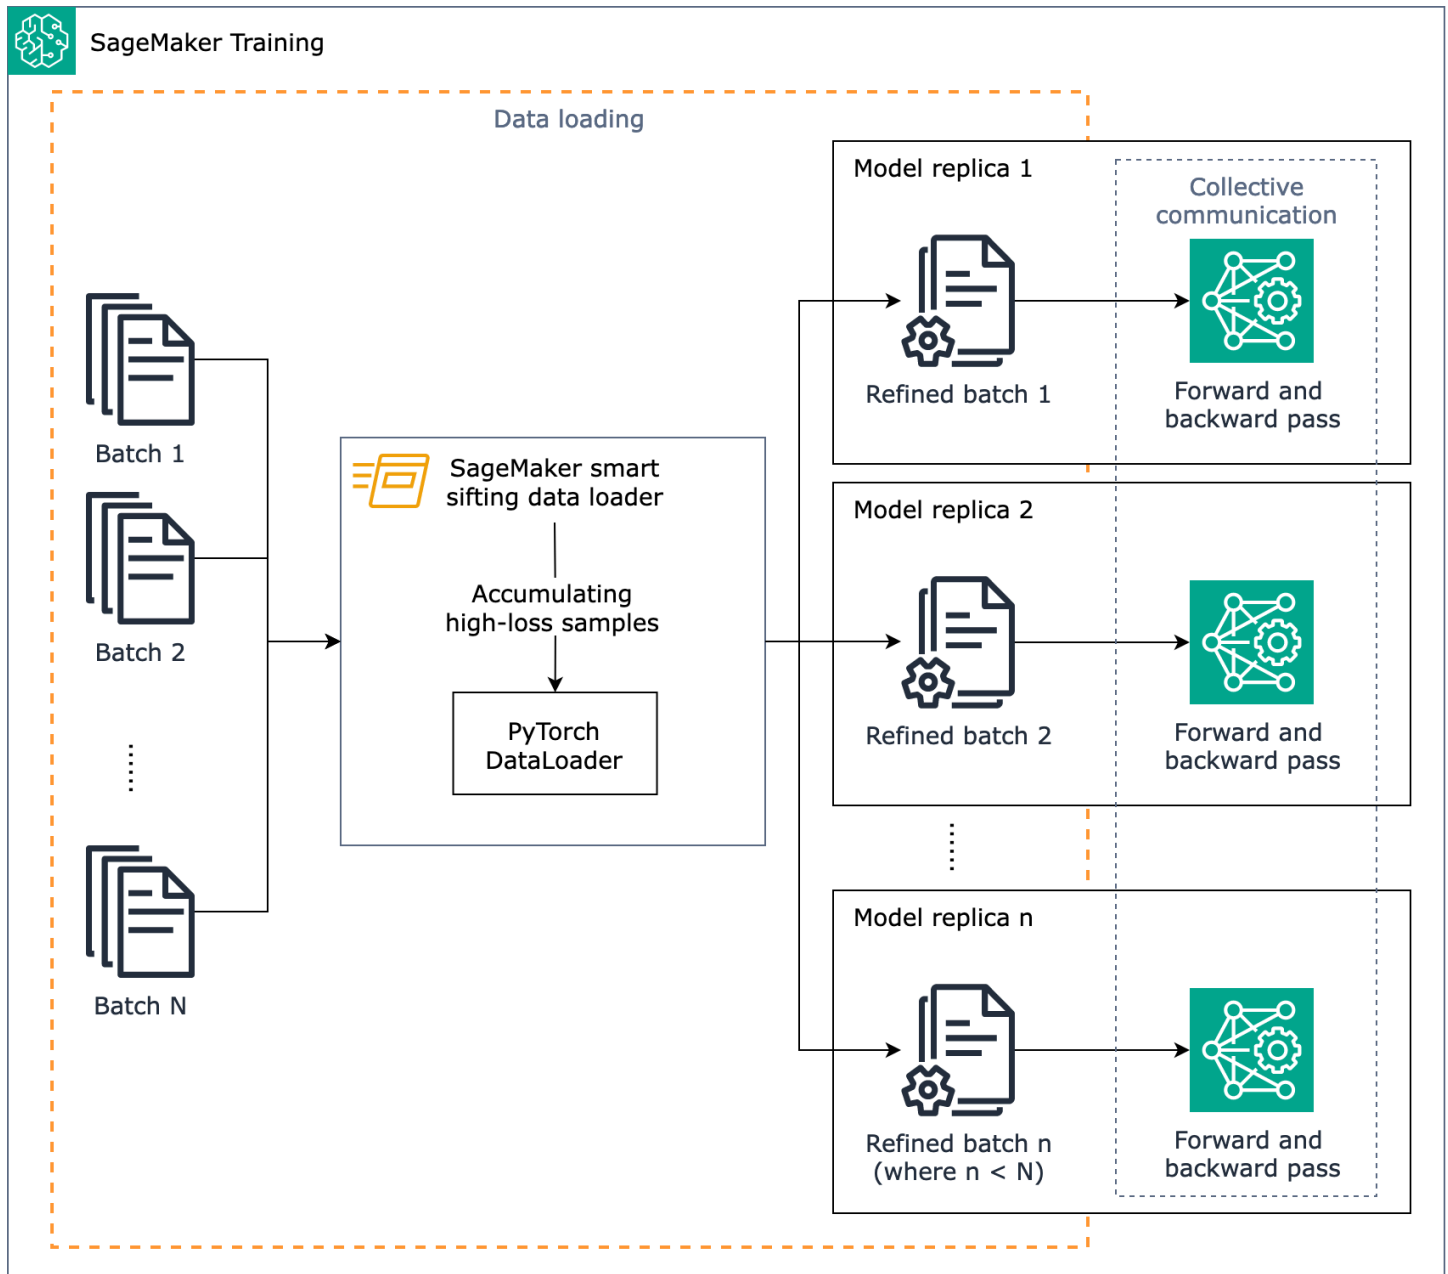 SageMaker Training
Data loading
Batch 1
Batch 2
Batch N
SageMaker smart
sifting data loader
Accumulating
high-loss samples
PyTorch
DataLoader
Model replica 1
Collective
communication
Refined batch 1
Forward and
backward pass
Model replica 2
Refined batch 2
Forward and
backward pass
Model replica n
Refined batch n
(where n < N)
Forward and
backward pass